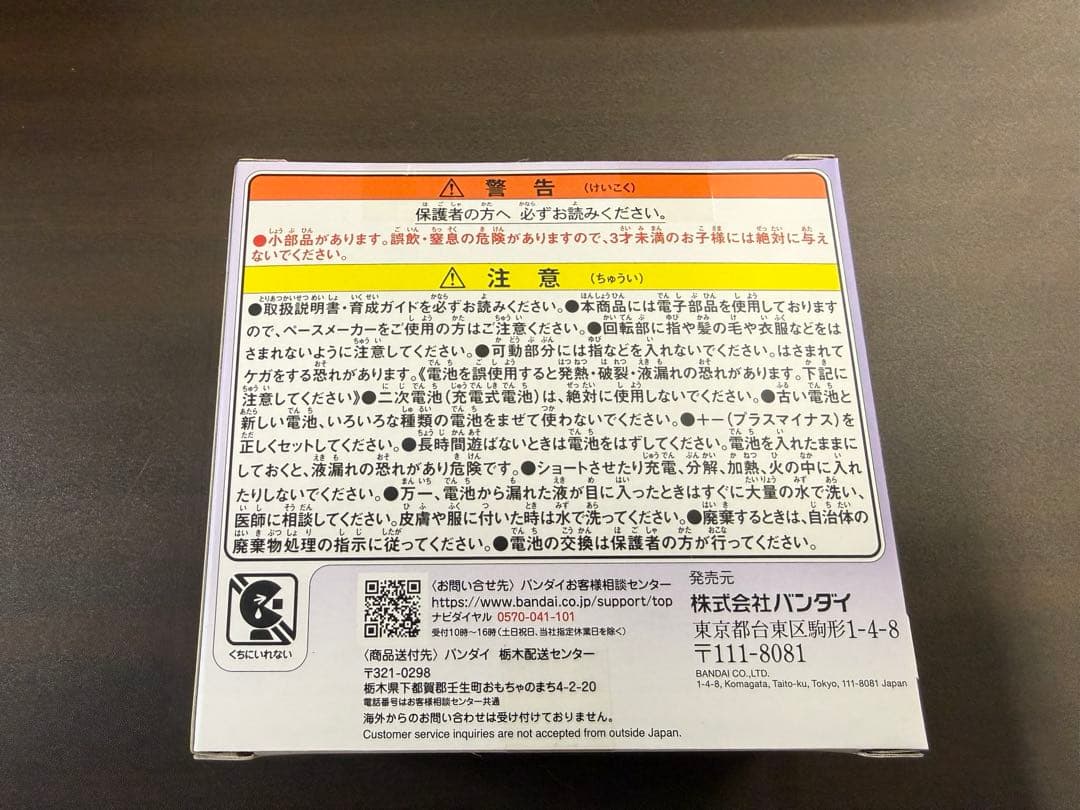 ⚠ 警告 (けいこく)
保護者の方へ 必ずお読みください。
●小部品があります。誤飲・窒息の危険がありますので、3才未満のお子様には絶対に与え
ないでください。
⚠ 注意 (ちゅうい)
●取扱説明書・育成ガイドを必ずお読みください。●本商品には電子部品を使用しております
ので、ペースメーカーをご使用の方はご注意ください。●回転部に指や髪の毛や衣服などをは
さまれないように注意してください。●可動部分には指などを入れないでください。はさまれて
ケガをする恐れがあります。《電池を誤使用すると発熱・破裂・液漏れの恐れがあります。下記に
注意してください》●二次電池(充電式電池)は、絶対に使用しないでください。●古い電池と
新しい電池、いろいろな種類の電池をまぜて使わないでください。●+-(プラスマイナス)を
正しくセットしてください。●長時間遊ばないときは電池をはずしてください。電池を入れたままに
しておくと、液漏れの恐れがあり危険です。●ショートさせたり充電、分解、加熱、火の中に入れ
たりしないでください。●万一、電池から漏れた液が目に入ったときはすぐに大量の水で洗い、
医師に相談してください。皮膚や服に付いた時は水で洗ってください。●廃棄するときは、自治体の
廃棄物処理の指示に従ってください。●電池の交換は保護者の方が行ってください。
くちにいれない
〈お問い合せ先〉バンダイお客様相談センター
https://www.bandai.co.jp/support/top
ナビダイヤル 0570-041-101
受付10時〜16時(土日祝日、当社指定休業日を除く)
〈商品送付先〉バンダイ 栃木配送センター
〒321-0298
栃木県下都賀郡壬生町おもちゃのまち4-2-20
電話番号はお客様相談センター共通
海外からのお問い合わせは受け付けておりません。
Customer service inquiries are not accepted from outside Japan.
発売元
株式会社バンダイ
東京都台東区駒形1-4-8
〒111-8081
BANDAI CO.,LTD.
1-4-8, Komagata, Taito-ku, Tokyo, 111-8081 Japan